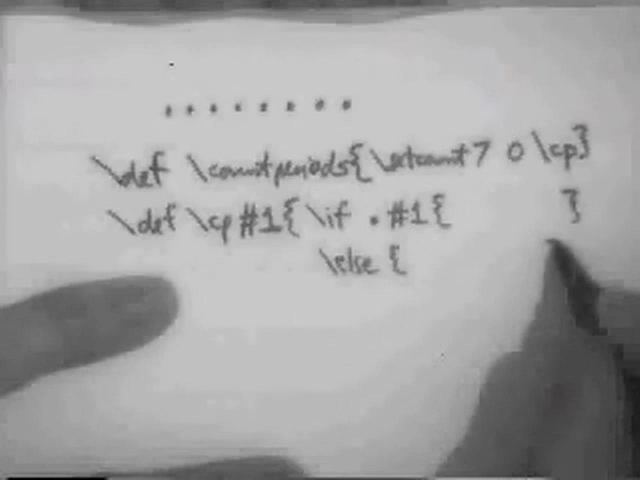 . . . . . . . .
\def \countperiods{\setcount7 0 \cp}
\def \cp#1{\if .#1{ }
\else {